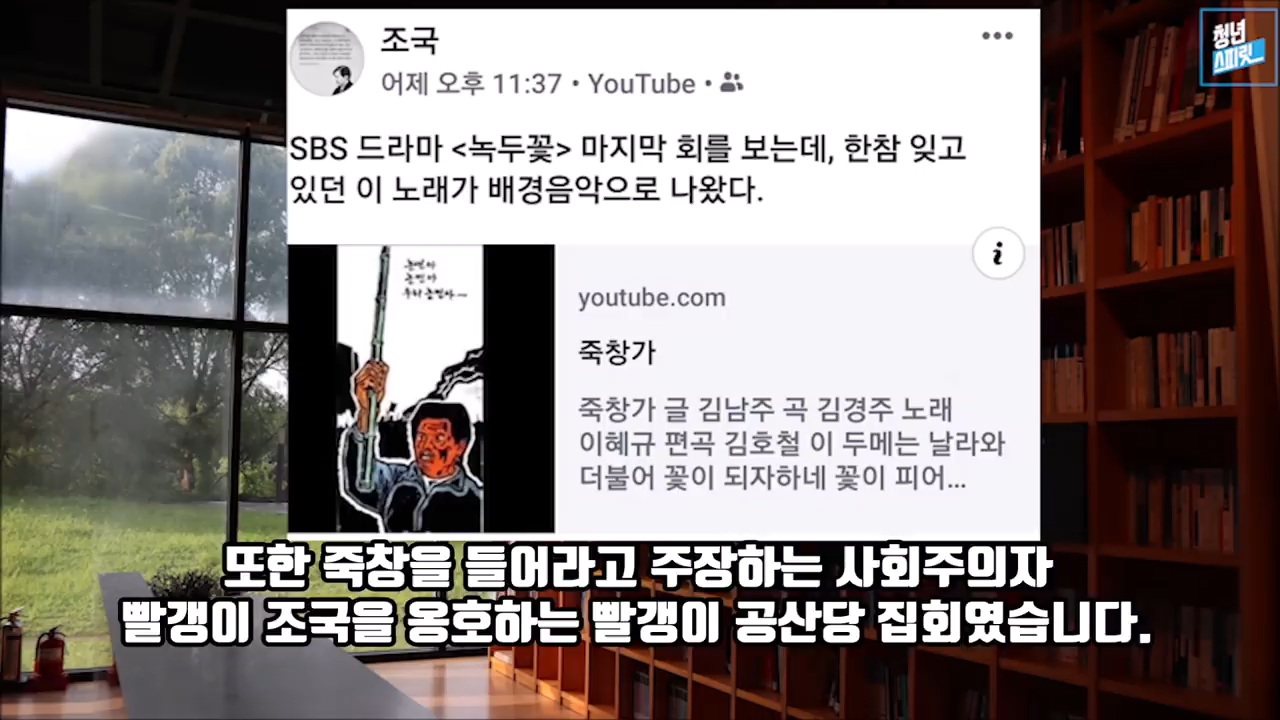 청년
스피릿
조국
어제 오후 11:37 • YouTube •
SBS 드라마 <녹두꽃> 마지막 회를 보는데, 한참 잊고
있던 이 노래가 배경음악으로 나왔다.
youtube.com
죽창가
죽창가 글 김남주 곡 김경주 노래
이혜규 편곡 김호철 이 두메는 날라와
더불어 꽃이 되자하네 꽃이 피어...
또한 죽창을 들어라고 주장하는 사회주의자
빨갱이 조국을 옹호하는 빨갱이 공산당 집회였습니다.